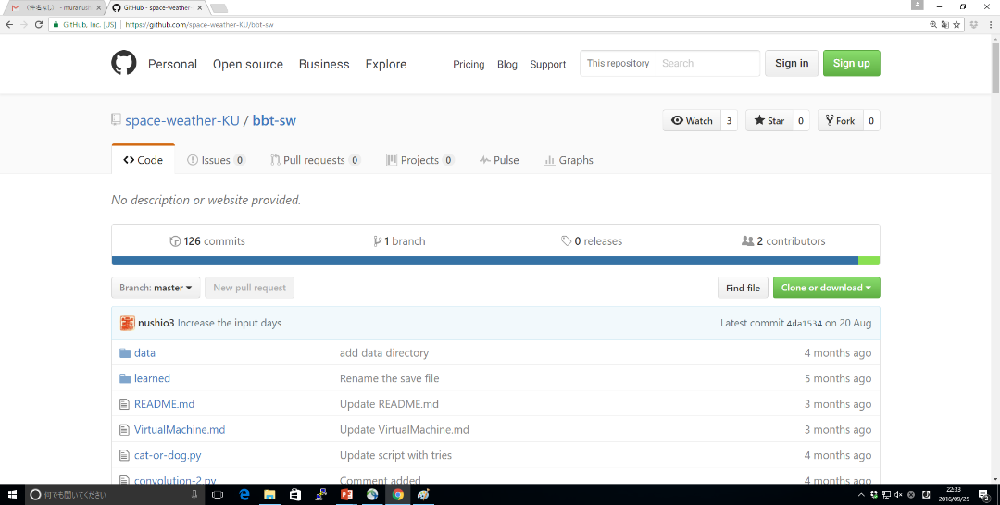 (件名なし) - muranush
GitHub - space-weather-
GitHub, Inc. [US] https://github.com/space-weather-KU/bbt-sw
Personal Open source Business Explore Pricing Blog Support This repository Search Sign in Sign up
space-weather-KU / bbt-sw Watch 3 Star 0 Fork 0
Code Issues 0 Pull requests 0 Projects 0 Pulse Graphs
No description or website provided.
126 commits 1 branch 0 releases 2 contributors
Branch: master New pull request Find file Clone or download
nushio3 Increase the input days Latest commit 4da1534 on 20 Aug
data add data directory 4 months ago
learned Rename the save file 5 months ago
README.md Update README.md 3 months ago
VirtualMachine.md Update VirtualMachine.md 3 months ago
cat-or-dog.py Update script with tries 4 months ago
convolution-2.py Comment added 4 months ago
何でも聞いてください 22:33
2016/09/25